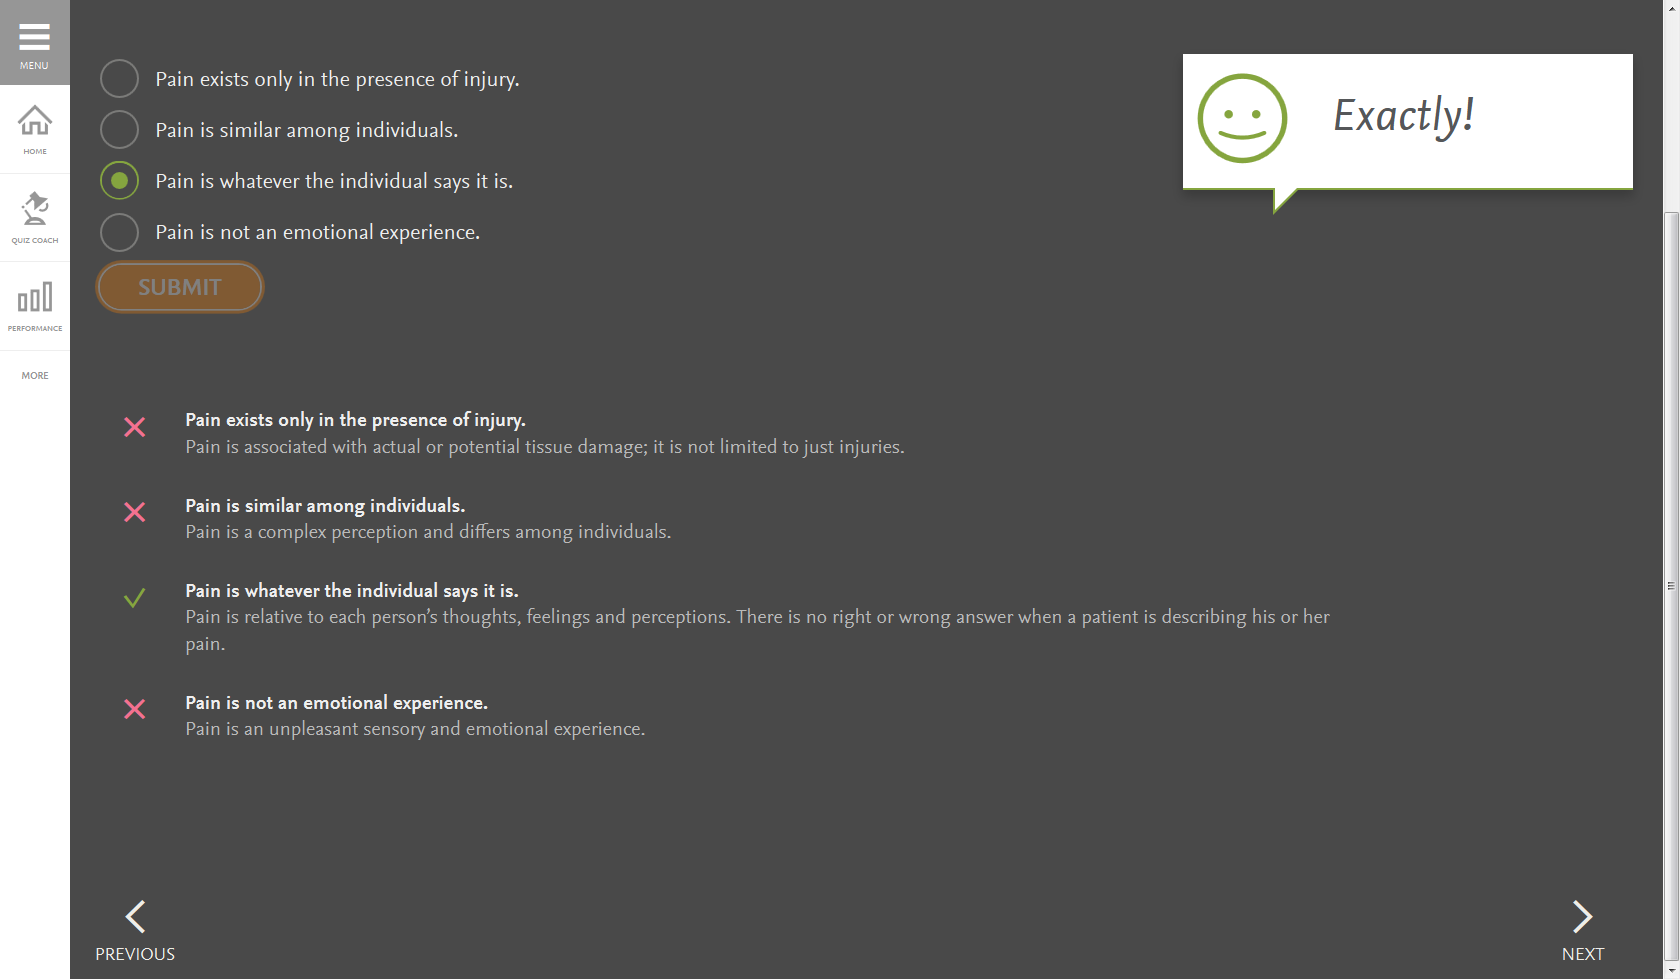 MENU
HOME
QUIZ COACH
PERFORMANCE
MORE
Pain exists only in the presence of injury.
Pain is similar among individuals.
Pain is whatever the individual says it is.
Pain is not an emotional experience.
SUBMIT
Exactly!
Pain exists only in the presence of injury.
Pain is associated with actual or potential tissue damage; it is not limited to just injuries.
Pain is similar among individuals.
Pain is a complex perception and differs among individuals.
Pain is whatever the individual says it is.
Pain is relative to each person’s thoughts, feelings and perceptions. There is no right or wrong answer when a patient is describing his or her
pain.
Pain is not an emotional experience.
Pain is an unpleasant sensory and emotional experience.
PREVIOUS
NEXT